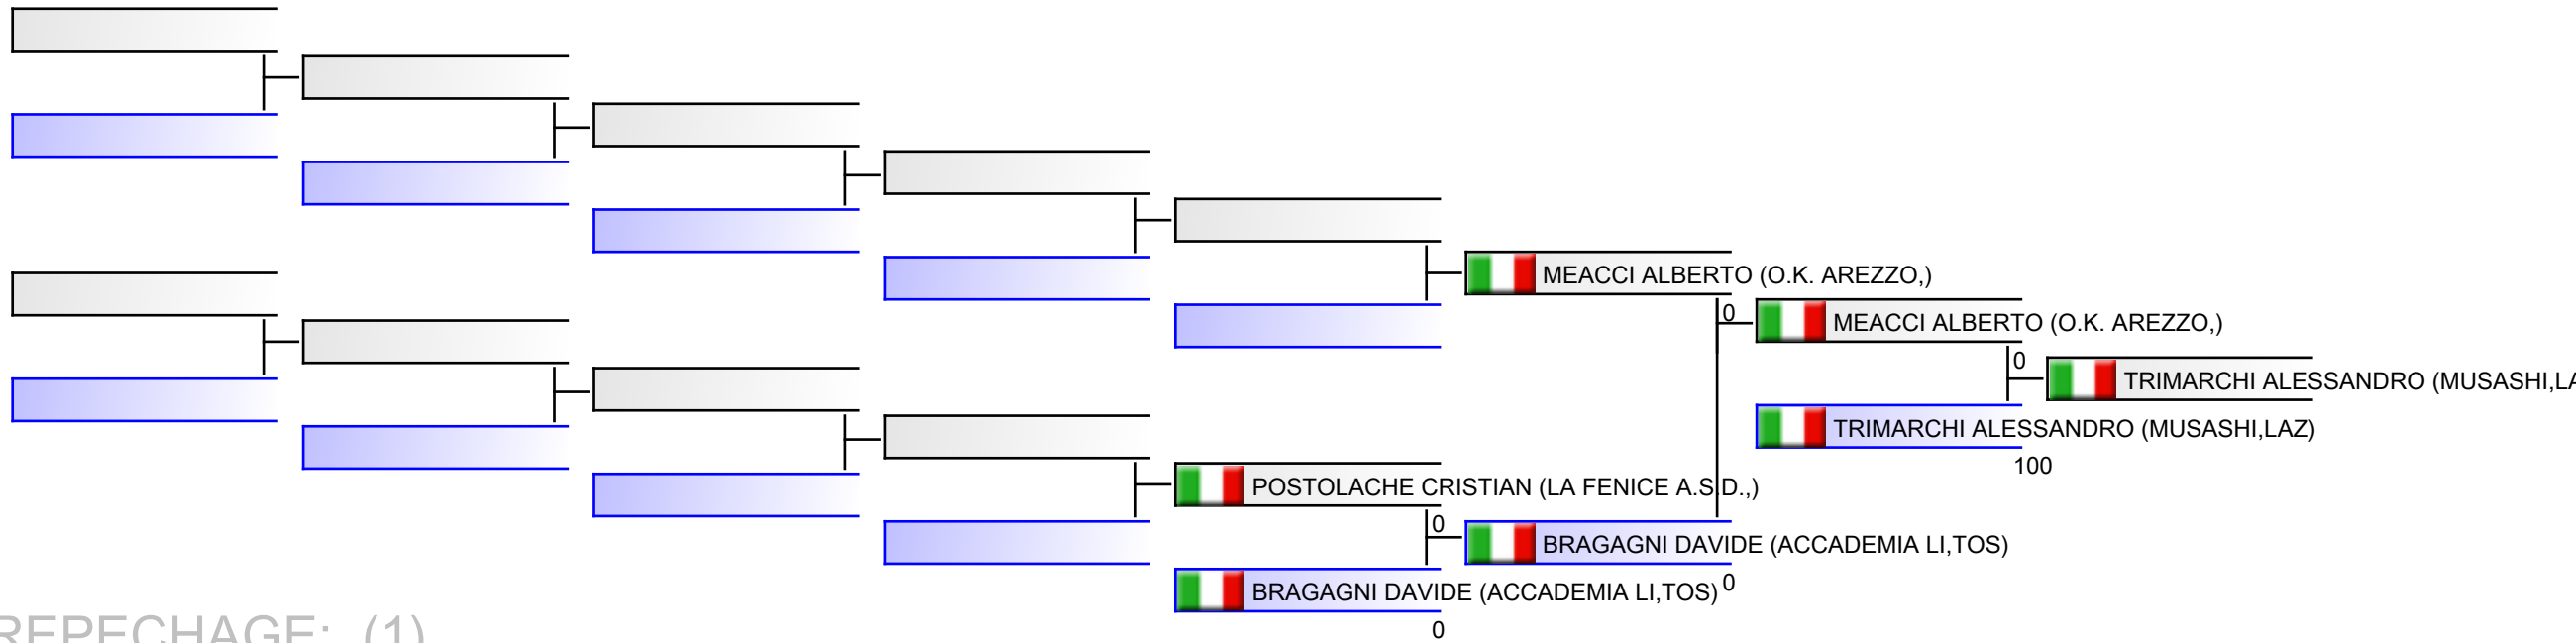 MEACCI ALBERTO (O.K. AREZZO,)
0
MEACCI ALBERTO (O.K. AREZZO,)
0
TRIMARCHI ALESSANDRO (MUSASHI,LA
TRIMARCHI ALESSANDRO (MUSASHI,LAZ)
100
POSTOLACHE CRISTIAN (LA FENICE A.S.D.,)
0
BRAGAGNI DAVIDE (ACCADEMIA LI,TOS)
0
BRAGAGNI DAVIDE (ACCADEMIA LI,TOS)
0
REPECHAGE: (1)